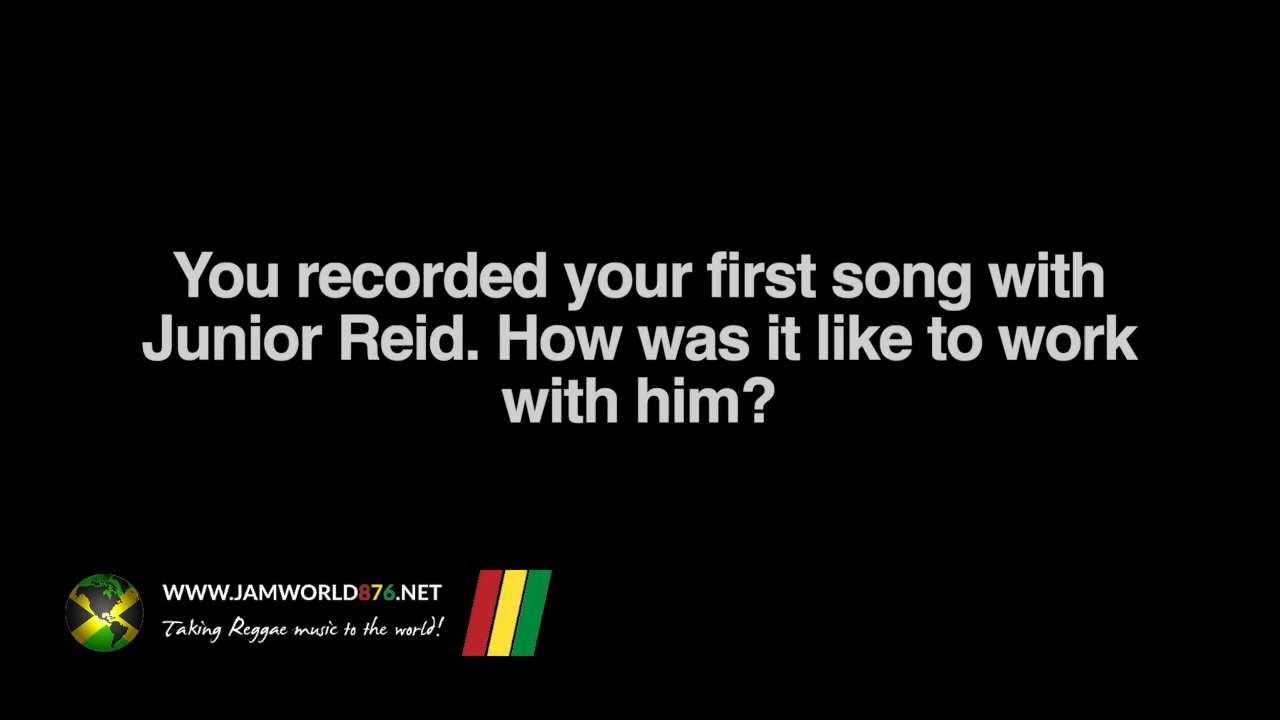 You recorded your first song with
Junior Reid. How was it like to work
with him?
WWW.JAMWORLD876.NET
Taking Reggae music to the world!